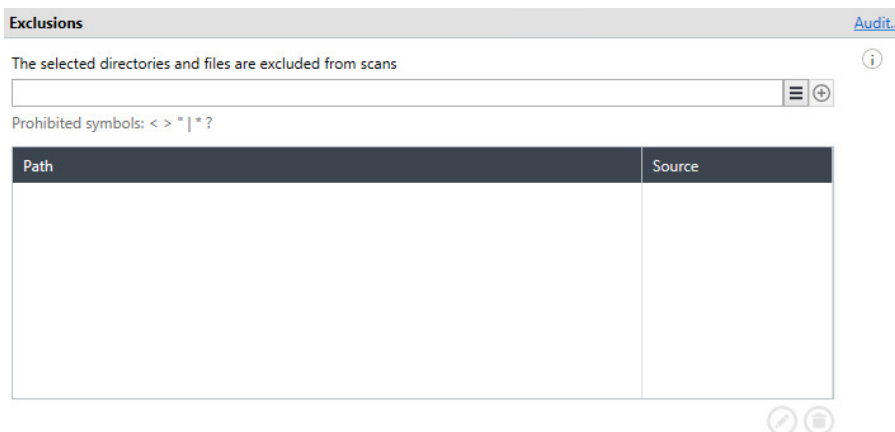 Exclusions
Audit..
The selected directories and files are excluded from scans
Prohibited symbols: < > " | * ?
Path
Source